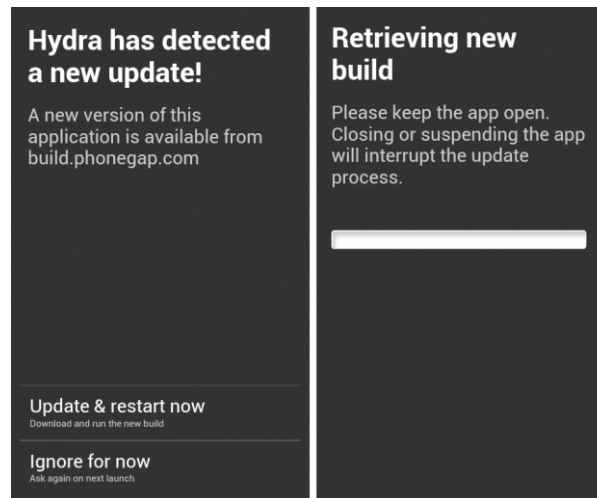 Hydra has detected
a new update!
A new version of this
application is available from
build.phonegap.com
Update & restart now
Download and run the new build
Ignore for now
Ask again on next launch
Retrieving new
build
Please keep the app open.
Closing or suspending the app
will interrupt the update
process.